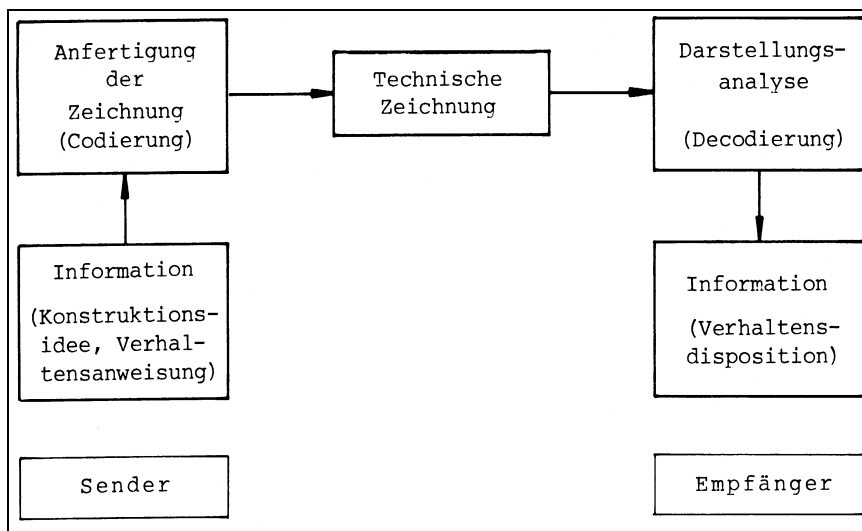 Anfertigung
der
Zeichnung
(Codierung)
Technische
Zeichnung
Darstellungs-
analyse
(Decodierung)
Information
(Konstruktions-
idee, Verhal-
tensanweisung)
Information
(Verhaltens-
disposition)
Sender
Empfänger